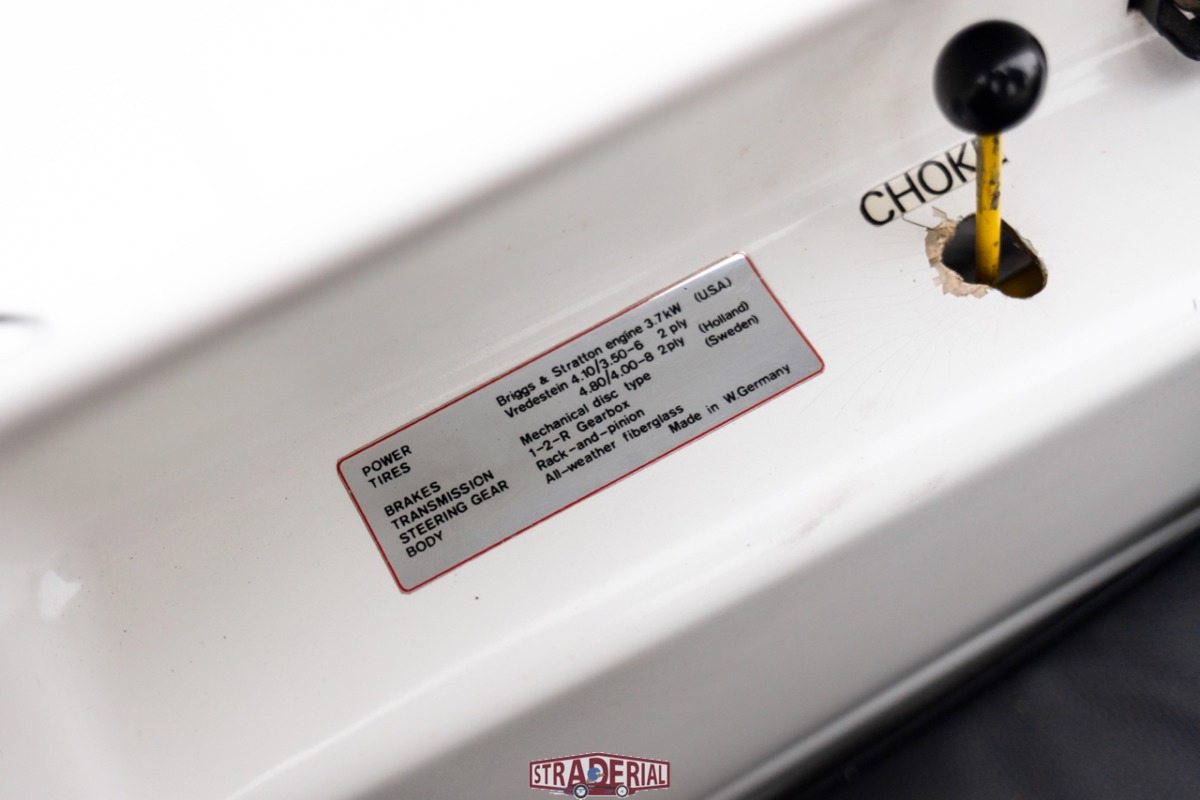 CHOK
POWER Briggs & Stratton engine 3.7kW (U.S.A.)
TIRES Vredestein 4.10/3.50-6 2 ply (Holland)
4.80/4.00-8 2ply (Sweden)
BRAKES Mechanical disc type
TRANSMISSION 1-2-R Gearbox
STEERING GEAR Rack-and-pinion
BODY All-weather fiberglass
Made in W.Germany
STRADERIAL